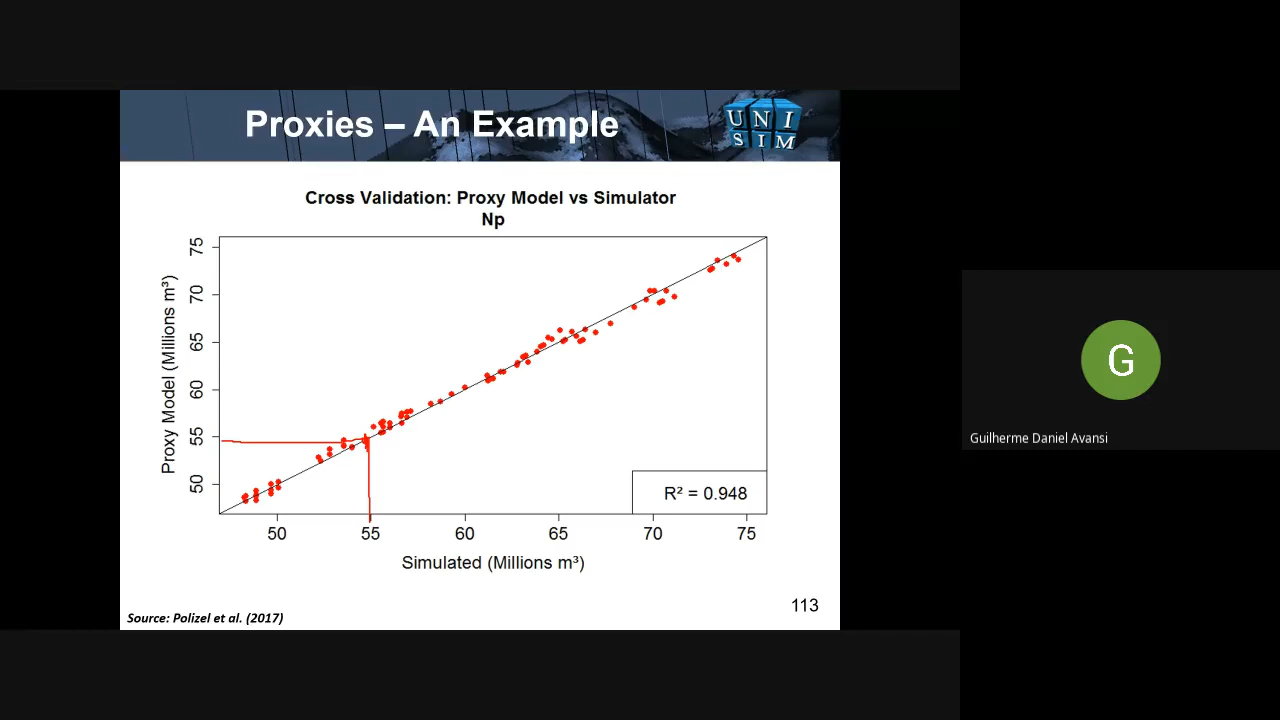 Proxies – An Example
UNI
SIM
Cross Validation: Proxy Model vs Simulator
Np
Proxy Model (Millions m³)
75
70
65
60
55
50
R² = 0.948
50 55 60 65 70 75
Simulated (Millions m³)
113
Source: Polizel et al. (2017)
G
Guilherme Daniel Avansi